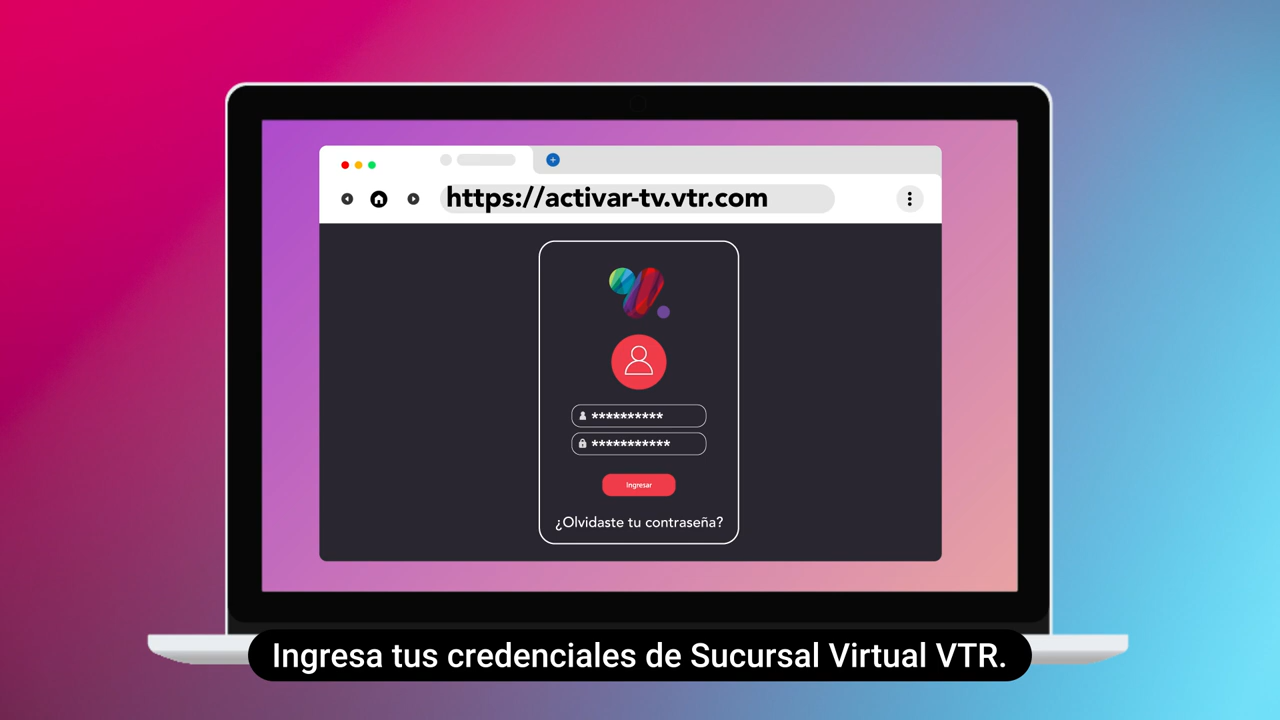 https://activar-tv.vtr.com
**********
***********
Ingresar
¿Olvidaste tu contraseña?
Ingresa tus credenciales de Sucursal Virtual VTR.